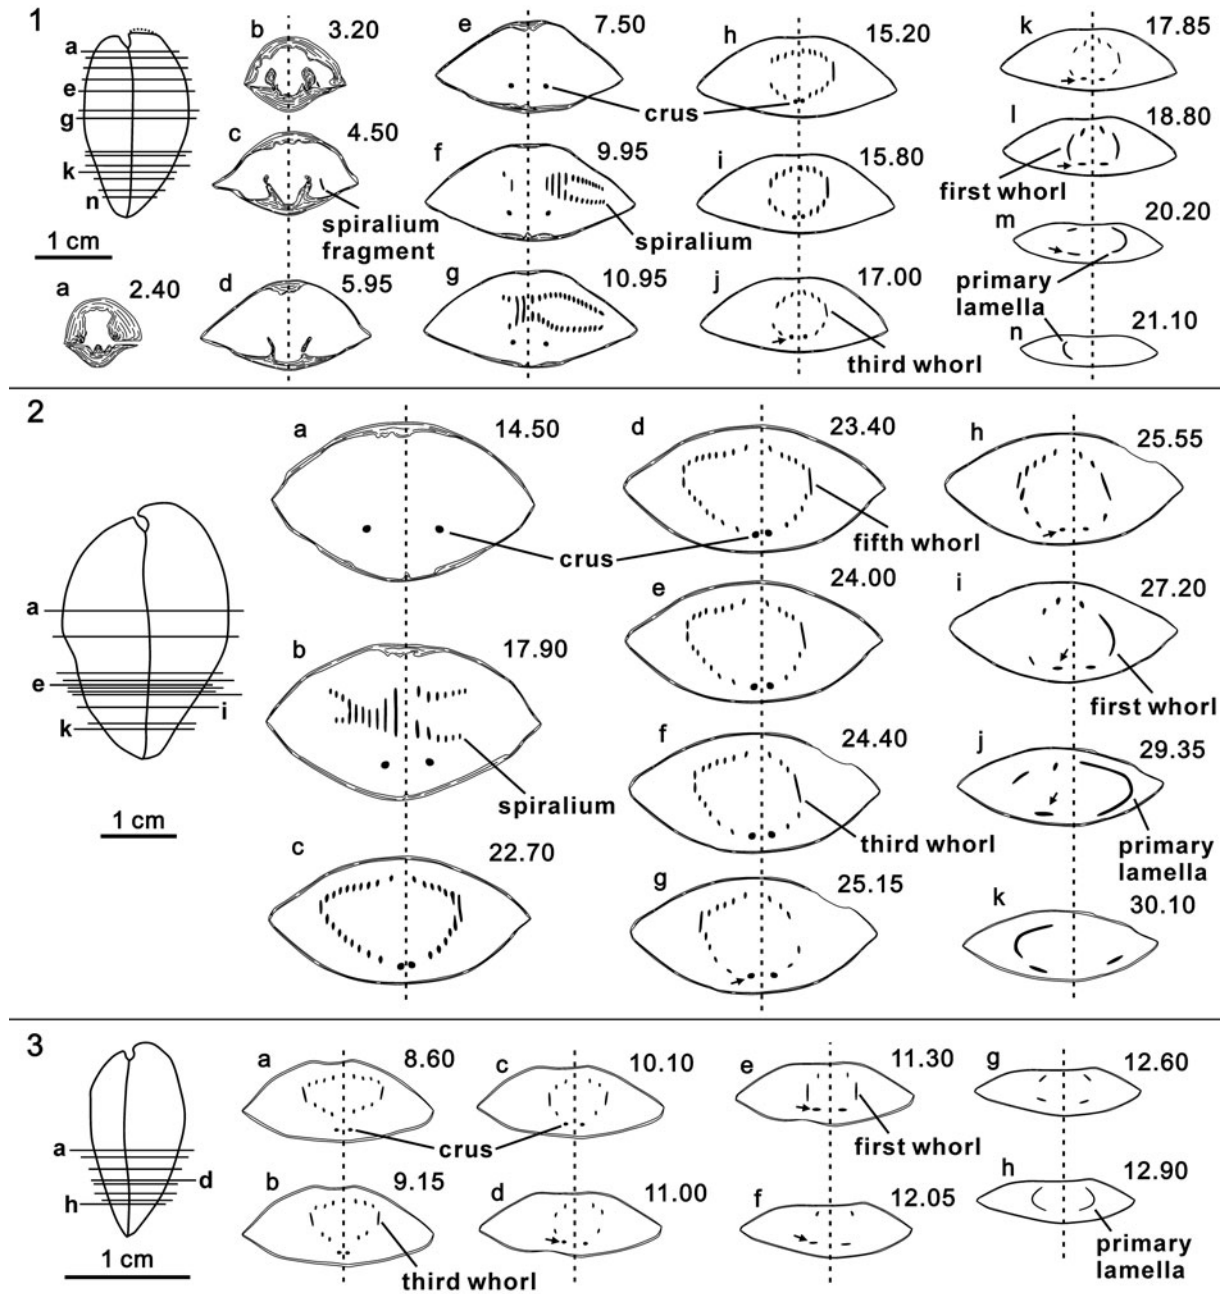 1
a
e
g
k
n
1 cm
a 2.40
b 3.20
c 4.50
spiralium
fragment
d 5.95
e 7.50
crus
f 9.95
spiralium
g 10.95
h 15.20
i 15.80
j 17.00
third whorl
k 17.85
l 18.80
first whorl
m 20.20
primary
lamella
n 21.10
2
a
e
i
k
1 cm
a 14.50
crus
b 17.90
spiralium
c 22.70
d 23.40
fifth whorl
e 24.00
f 24.40
third whorl
g 25.15
h 25.55
i 27.20
first whorl
j 29.35
primary
lamella
k 30.10
3
a
d
h
1 cm
a 8.60
crus
b 9.15
third whorl
c 10.10
d 11.00
e 11.30
first whorl
f 12.05
g 12.60
h 12.90
primary
lamella